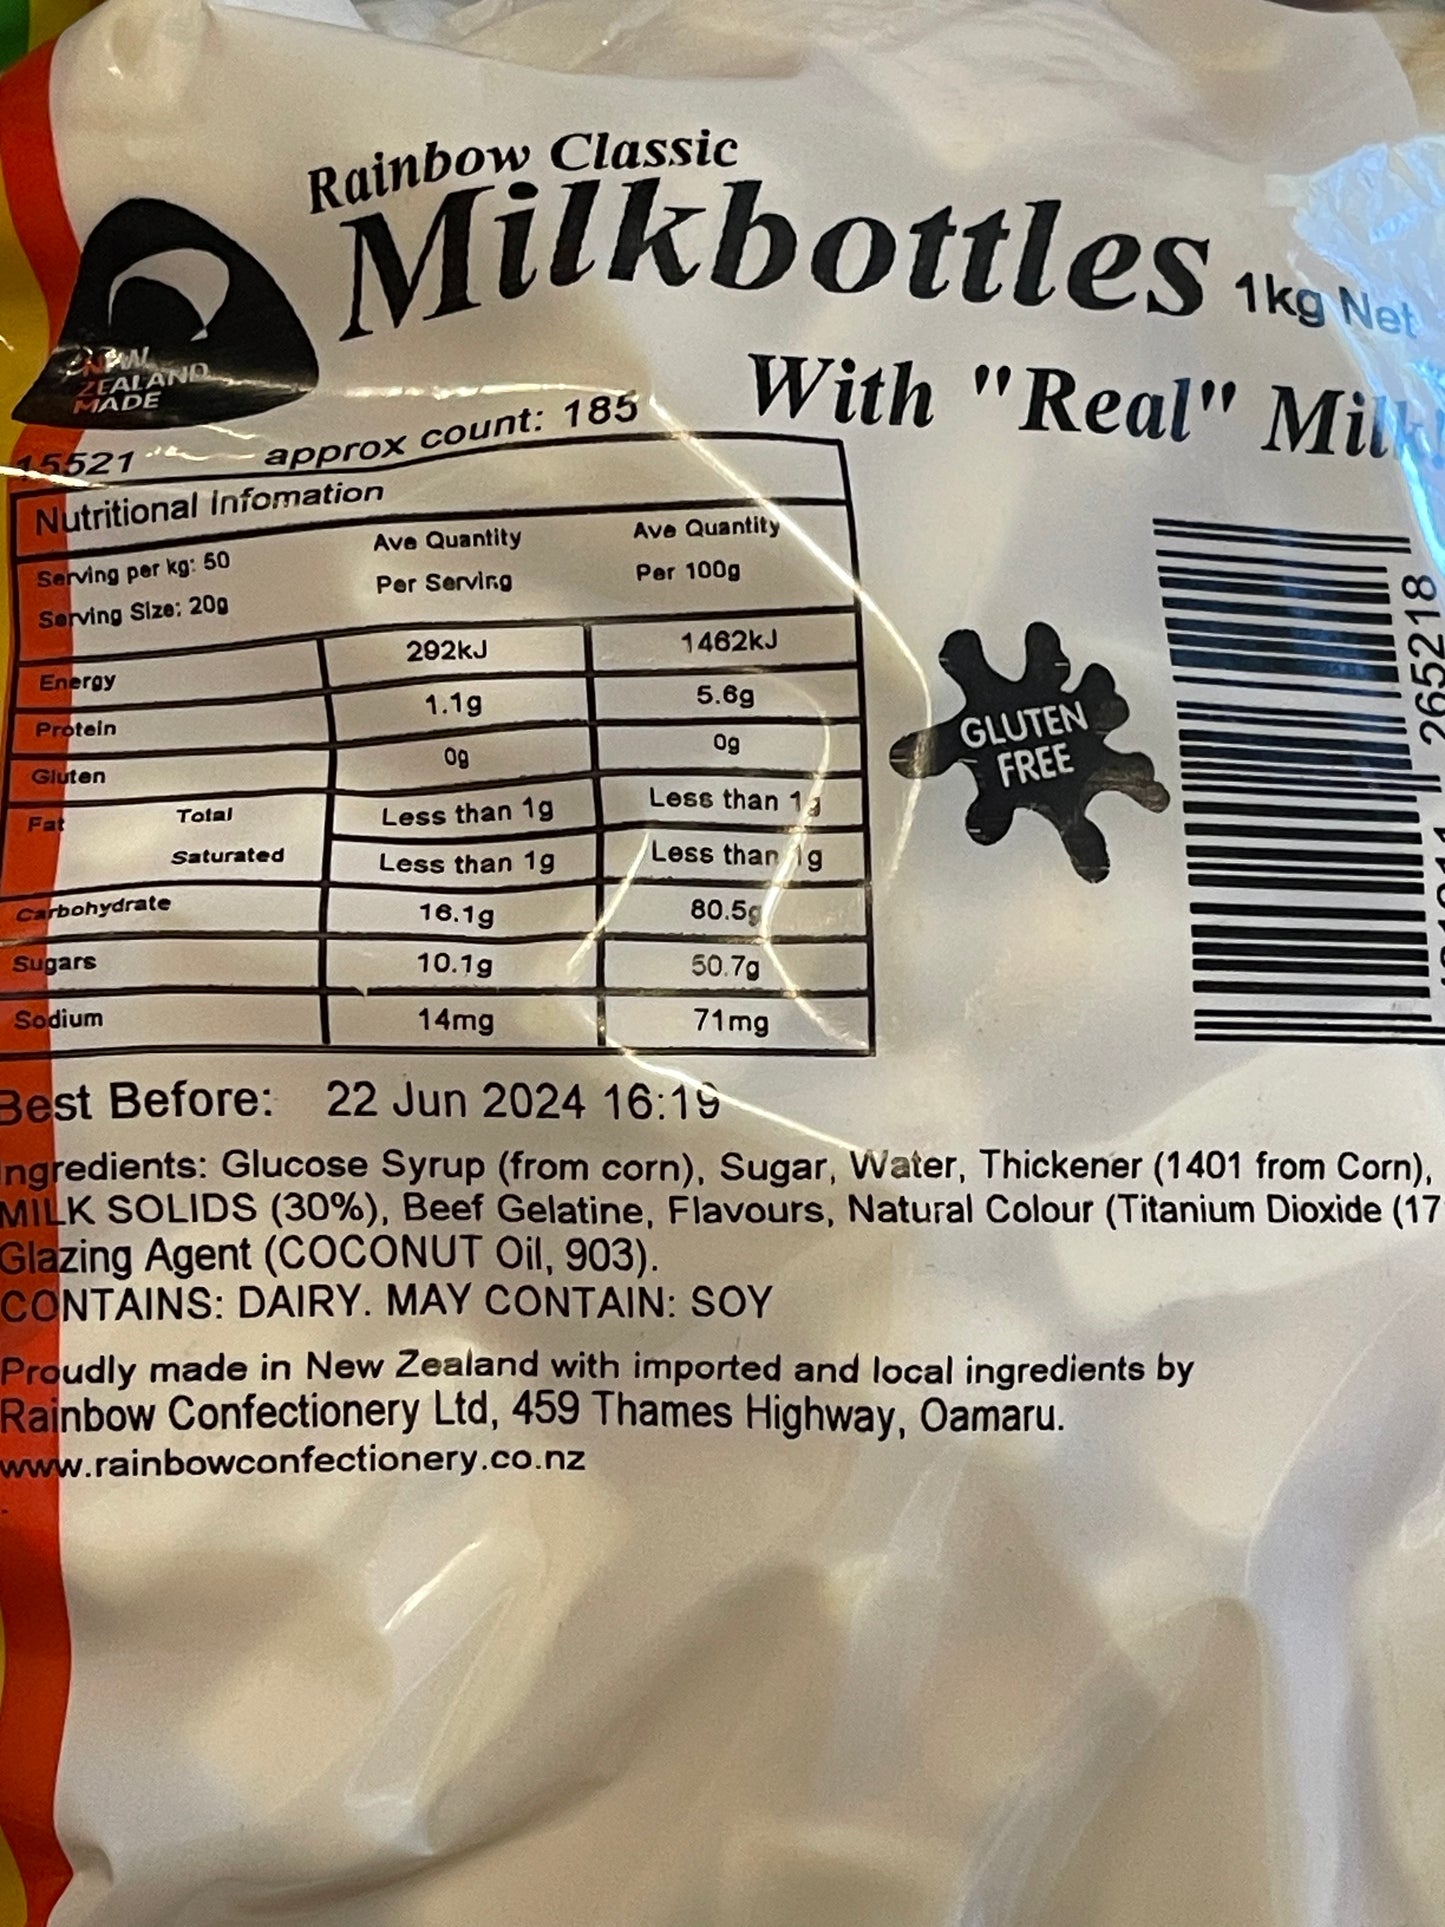 Rainbow Classic
Milkbottles 1kg Net
With "Real" Milk
NEW
ZEALAND
MADE
15521 approx count: 185
Nutritional Infomation
Serving per kg: 50 Ave Quantity Ave Quantity
Serving Size: 20g Per Serving Per 100g
Energy 292kJ 1462kJ
Protein 1.1g 5.6g
Gluten 0g 0g
Fat Total Less than 1g Less than 1g
Saturated Less than 1g Less than 1g
Carbohydrate 16.1g 80.5g
Sugars 10.1g 50.7g
Sodium 14mg 71mg
GLUTEN
FREE
265218
Best Before: 22 Jun 2024 16:19
Ingredients: Glucose Syrup (from corn), Sugar, Water, Thickener (1401 from Corn),
MILK SOLIDS (30%), Beef Gelatine, Flavours, Natural Colour (Titanium Dioxide (17
Glazing Agent (COCONUT Oil, 903).
CONTAINS: DAIRY. MAY CONTAIN: SOY
Proudly made in New Zealand with imported and local ingredients by
Rainbow Confectionery Ltd, 459 Thames Highway, Oamaru.
www.rainbowconfectionery.co.nz